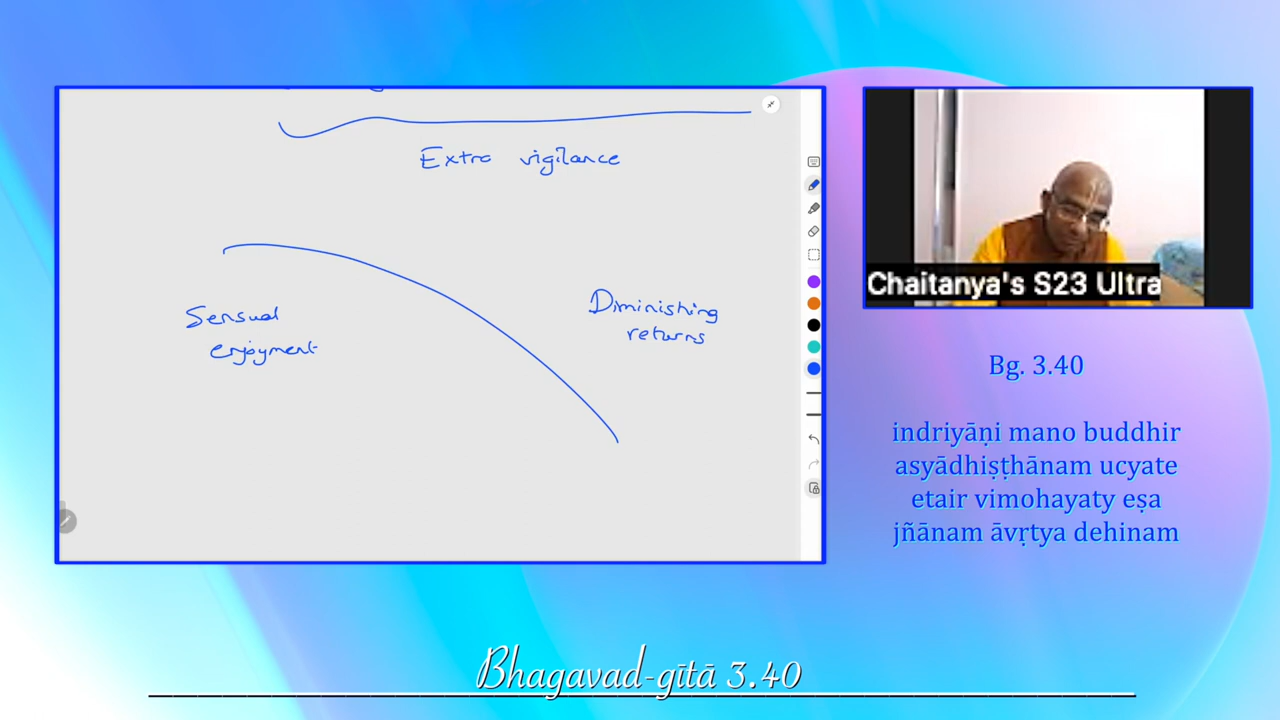 Extra vigilance
Sensual
enjoyment
Diminishing
returns
Chaitanya's S23 Ultra
Bg. 3.40
indriyāṇi mano buddhir
asyādhiṣṭhānam ucyate
etair vimohayaty eṣa
jñānam āvṛtya dehinam
Bhagavad-gītā 3.40